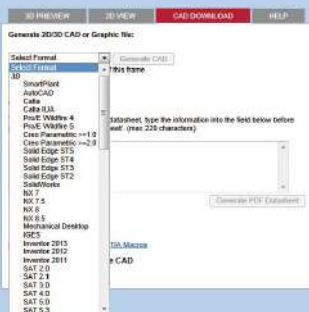 3D PREVIEW 2D VIEW CAD DOWNLOAD HELP
Generate 2D/3D CAD or Graphic file:
Select Format Generate CAD
Select Format this frame
3D
SmartPlant
AutoCAD
Catia
Catia IUA
Pro/E Wildfire 4
Pro/E Wildfire 5 datasheet, type the information into the field below before
Creo Parametric >=1.0 (max 220 characters)
Creo Parametric >=2.0
Solid Edge ST5
Solid Edge ST4
Solid Edge ST3
Solid Edge ST2
SolidWorks
NX 7
NX 7.5 Generate PDF Datasheet
NX 8
NX 8.5
Mechanical Desktop
IGES
Inventor 2013 Macros
Inventor 2012
Inventor 2011 CAD
SAT 2.0
SAT 2.1
SAT 3.0
SAT 4.0
SAT 5.0
SAT 5.3